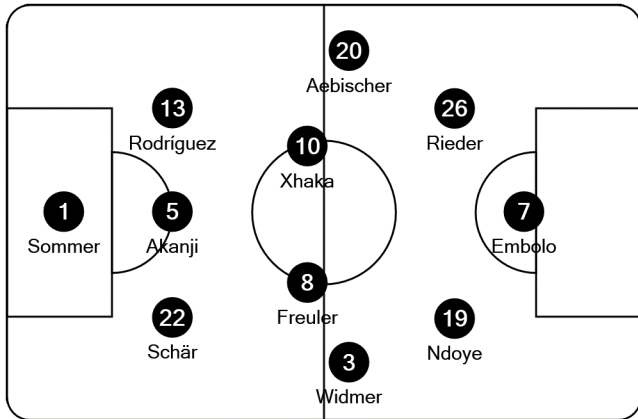 20
Aebischer
13
Rodríguez
26
Rieder
10
Xhaka
1
Sommer
5
Akanji
7
Embolo
8
Freuler
22
Schär
19
Ndoye
3
Widmer